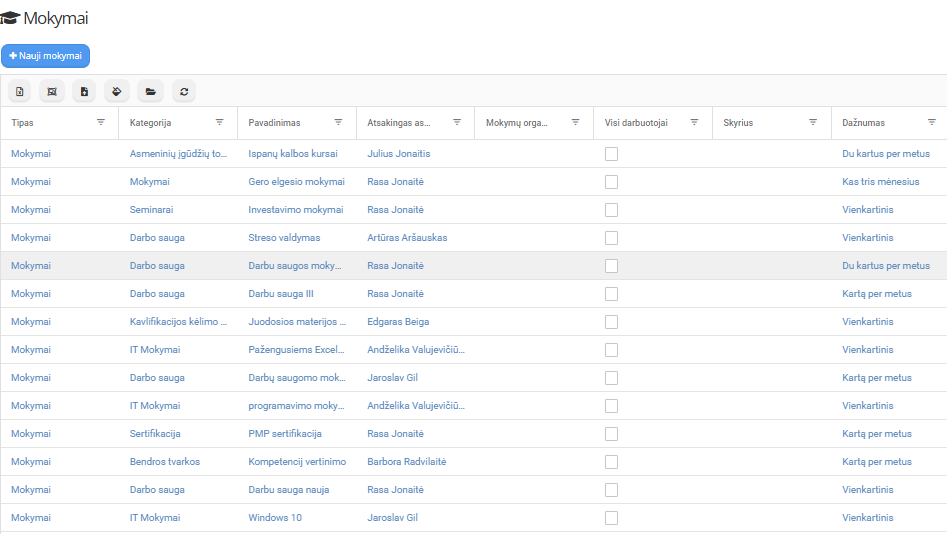 Mokymai
Nauji mokymai
Tipas Kategorija Pavadinimas Atsakingas as... Mokymų orga... Visi darbuotojai Skyrius Dažnumas
Mokymai Asmeninių įgūdžių to... Ispanų kalbos kursai Julius Jonaitis Du kartus per metus
Mokymai Mokymai Gero elgesio mokymai Rasa Jonaitė Kas tris mėnesius
Mokymai Seminarai Investavimo mokymai Rasa Jonaitė Vienkartinis
Mokymai Darbo sauga Streso valdymas Artūras Aršauskas Vienkartinis
Mokymai Darbo sauga Darbu saugos moky... Rasa Jonaitė Du kartus per metus
Mokymai Darbo sauga Darbu sauga III Rasa Jonaitė Kartą per metus
Mokymai Kavlifikacijos kėlimo ... Juodosios materijos ... Edgaras Beiga Vienkartinis
Mokymai IT Mokymai Pažengusiems Excel... Andželika Valujevičiū... Vienkartinis
Mokymai Darbo sauga Darbų saugomo mok... Jaroslav Gil Kartą per metus
Mokymai IT Mokymai programavimo moky... Andželika Valujevičiū... Vienkartinis
Mokymai Sertifikacija PMP sertifikacija Rasa Jonaitė Kartą per metus
Mokymai Bendros tvarkos Kompetencij vertinimo Barbora Radvilaitė Kartą per metus
Mokymai Darbo sauga Darbu sauga nauja Rasa Jonaitė Vienkartinis
Mokymai IT Mokymai Windows 10 Jaroslav Gil Vienkartinis